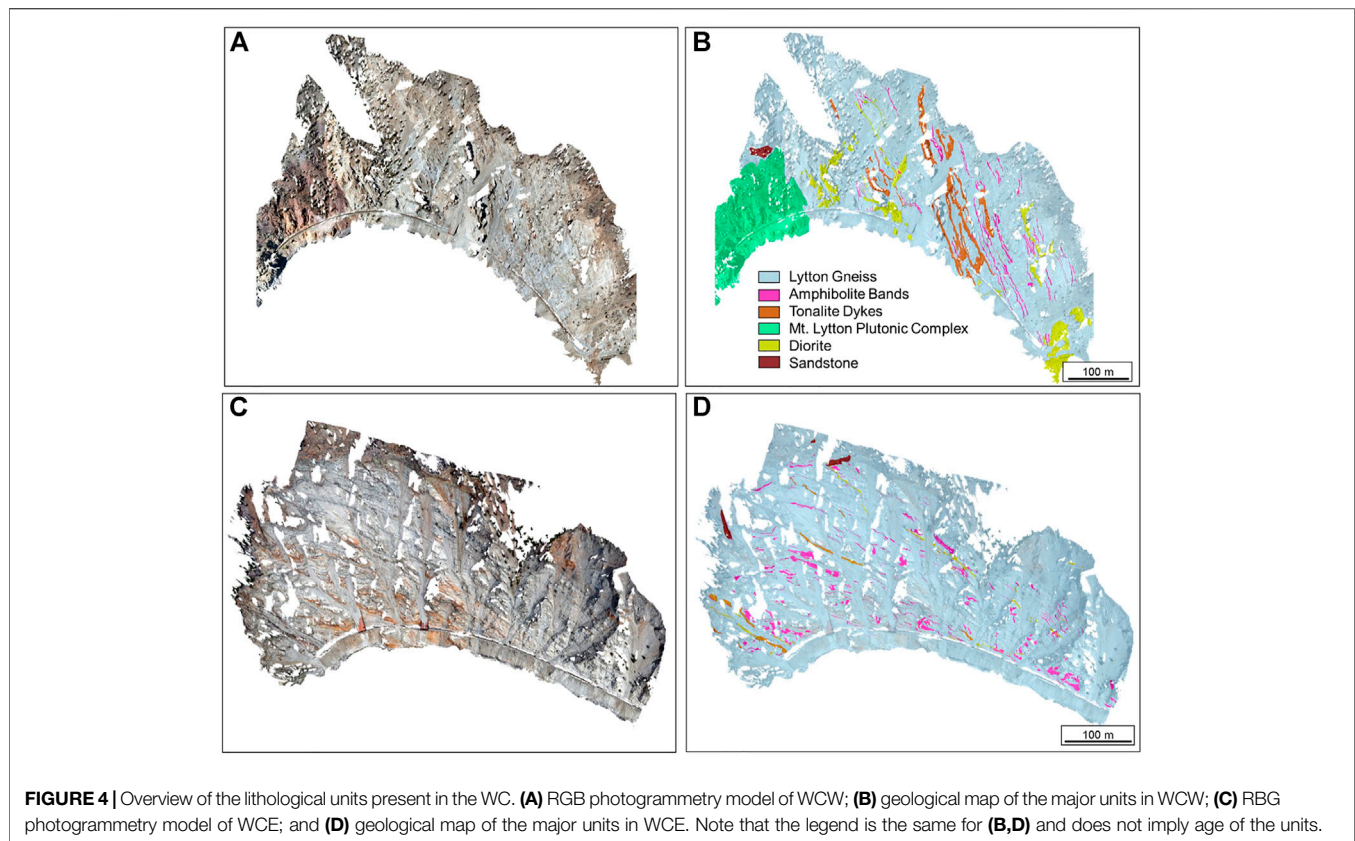 A
B
Lytton Gneiss
Amphibolite Bands
Tonalite Dykes
Mt. Lytton Plutonic Complex
Diorite
Sandstone
100 m
C
D
100 m
FIGURE 4 | Overview of the lithological units present in the WC. (A) RGB photogrammetry model of WCW; (B) geological map of the major units in WCW; (C) RBG
photogrammetry model of WCE; and (D) geological map of the major units in WCE. Note that the legend is the same for (B,D) and does not imply age of the units.